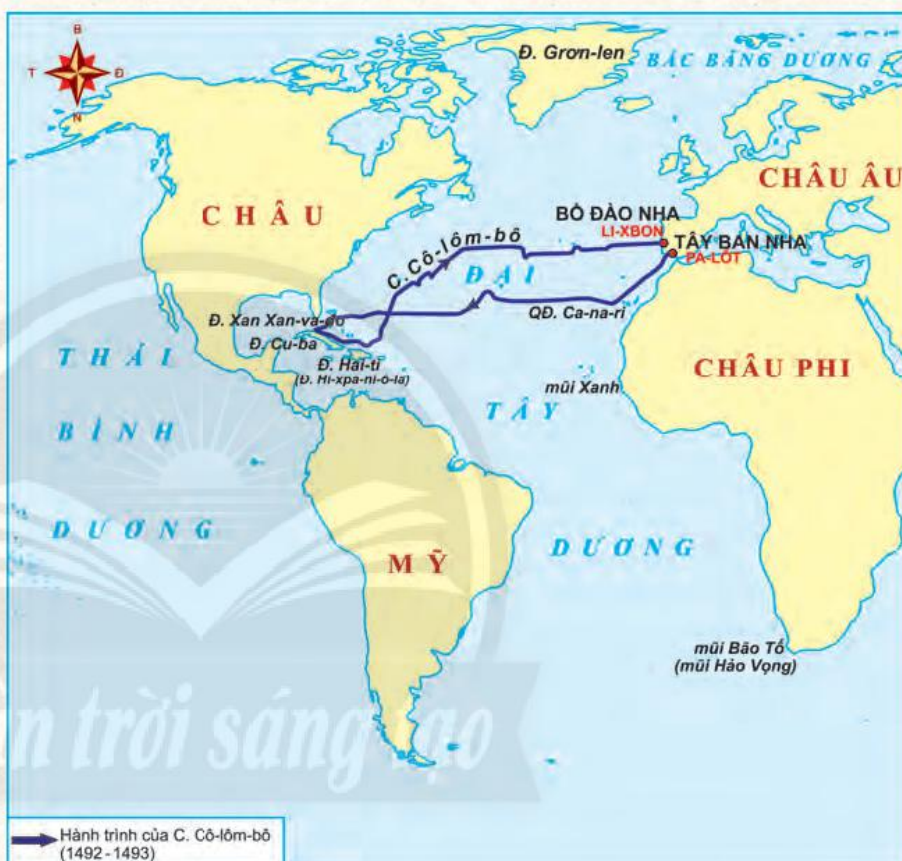 B
T
Đ
N
Đ. Grơn-len
BẮC BĂNG DƯƠNG
CHÂU ÂU
CHÂU
BỒ ĐÀO NHA
LI-XBON
TÂY BAN NHA
PA-LỐT
C.Cô-lôm-bô
ĐẠI
QĐ. Ca-na-ri
Đ. Xan Xan-va-đo
Đ. Cu-ba
Đ. Hai-ti
(Đ. Hi-xpa-ni-ô-la)
THÁI
BÌNH
DƯƠNG
CHÂU PHI
mũi Xanh
TÂY
DƯƠNG
MỸ
mũi Bão Tố
(mũi Hảo Vọng)
n trời sáng tạo
Hành trình của C. Cô-lôm-bô
(1492-1493)